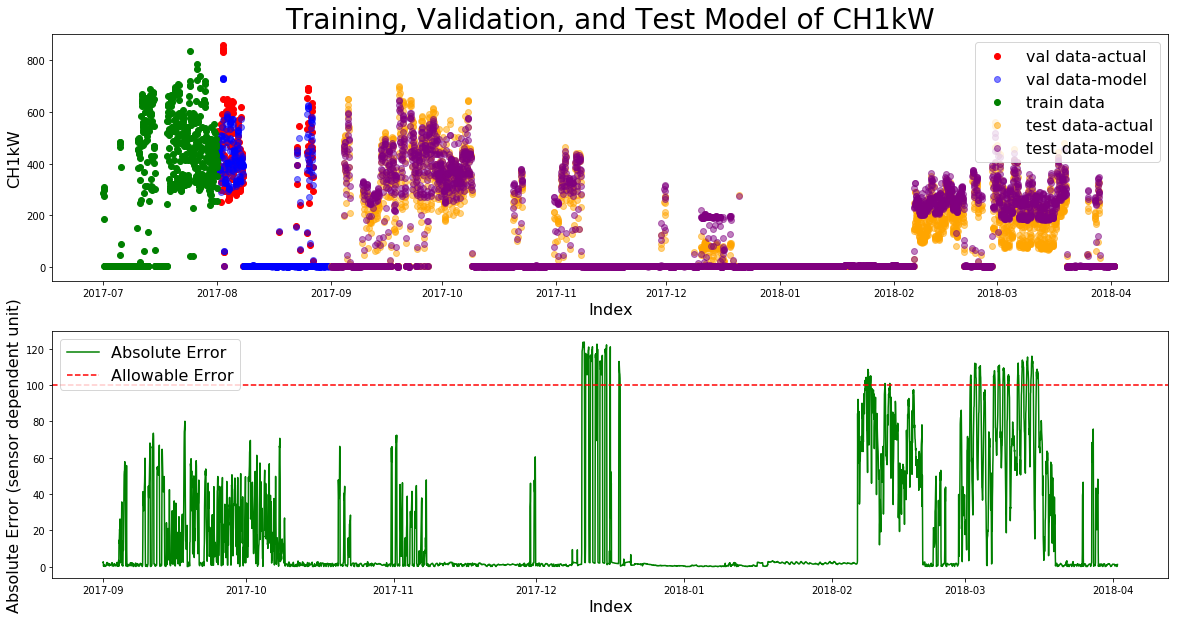 Training, Validation, and Test Model of CH1kW
CH1kW
800
600
400
200
0
val data-actual
val data-model
train data
test data-actual
test data-model
2017-07
2017-08
2017-09
2017-10
2017-11
2017-12
2018-01
2018-02
2018-03
2018-04
Index
Absolute Error (sensor dependent unit)
120
100
80
60
40
20
0
Absolute Error
Allowable Error
2017-09
2017-10
2017-11
2017-12
2018-01
2018-02
2018-03
2018-04
Index